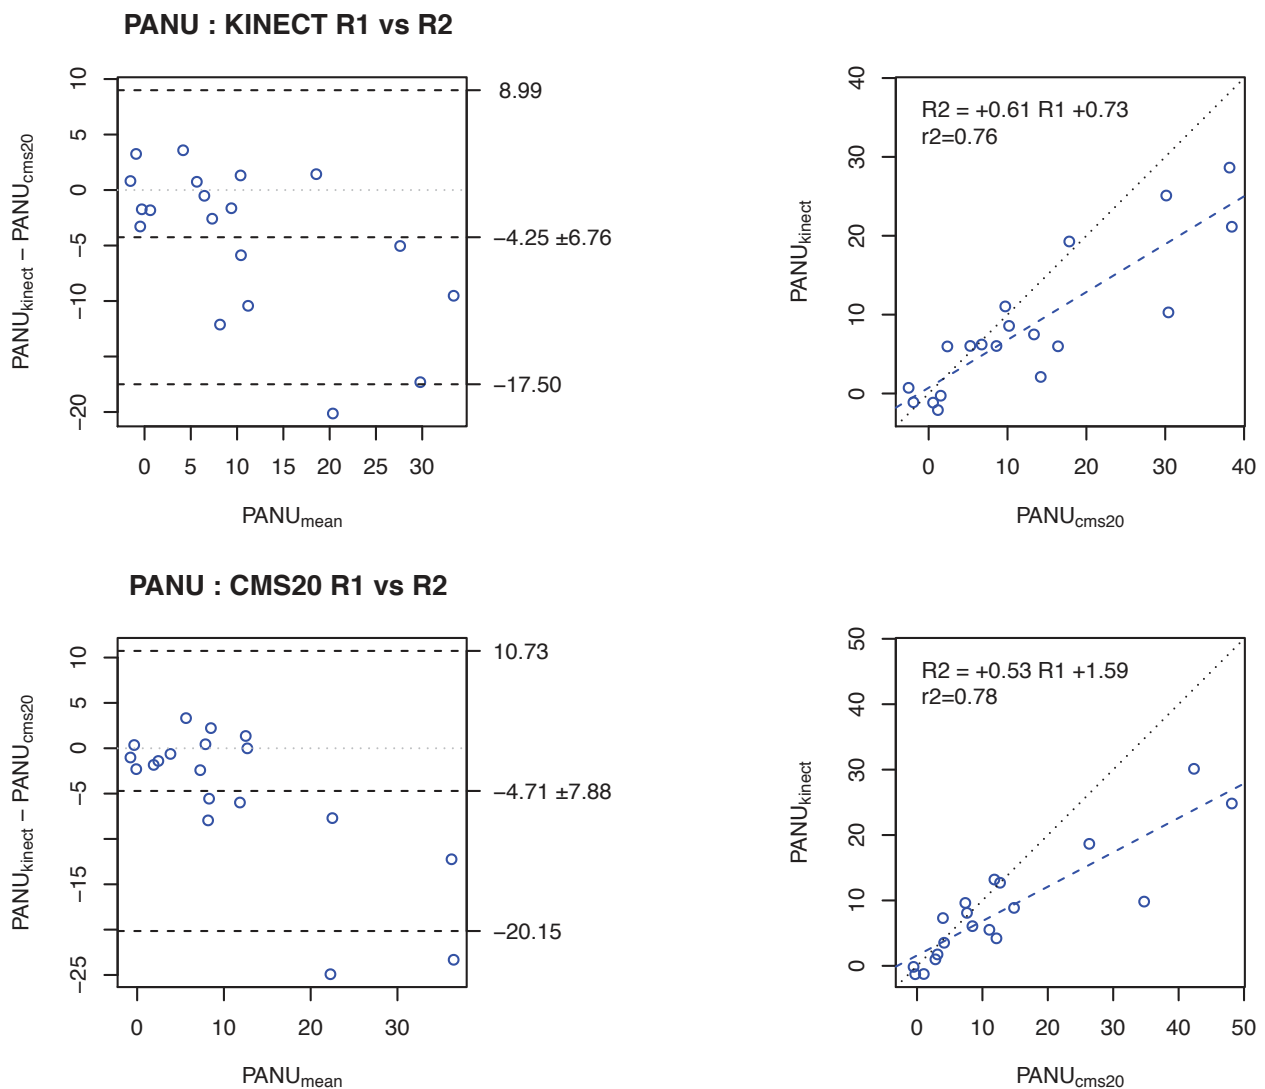 PANU : KINECT R1 vs R2
10
5
0
−5
−10
−20
PANUkinect − PANUcms20
8.99
−4.25 ±6.76
−17.50
0 5 10 15 20 25 30
PANUmean
R2 = +0.61 R1 +0.73
r2=0.76
40
30
20
10
0
PANUkinect
0 10 20 30 40
PANUcms20
PANU : CMS20 R1 vs R2
10
5
0
−5
−15
−25
PANUkinect − PANUcms20
10.73
−4.71 ±7.88
−20.15
0 10 20 30
PANUmean
R2 = +0.53 R1 +1.59
r2=0.78
50
40
30
20
10
0
PANUkinect
0 10 20 30 40 50
PANUcms20